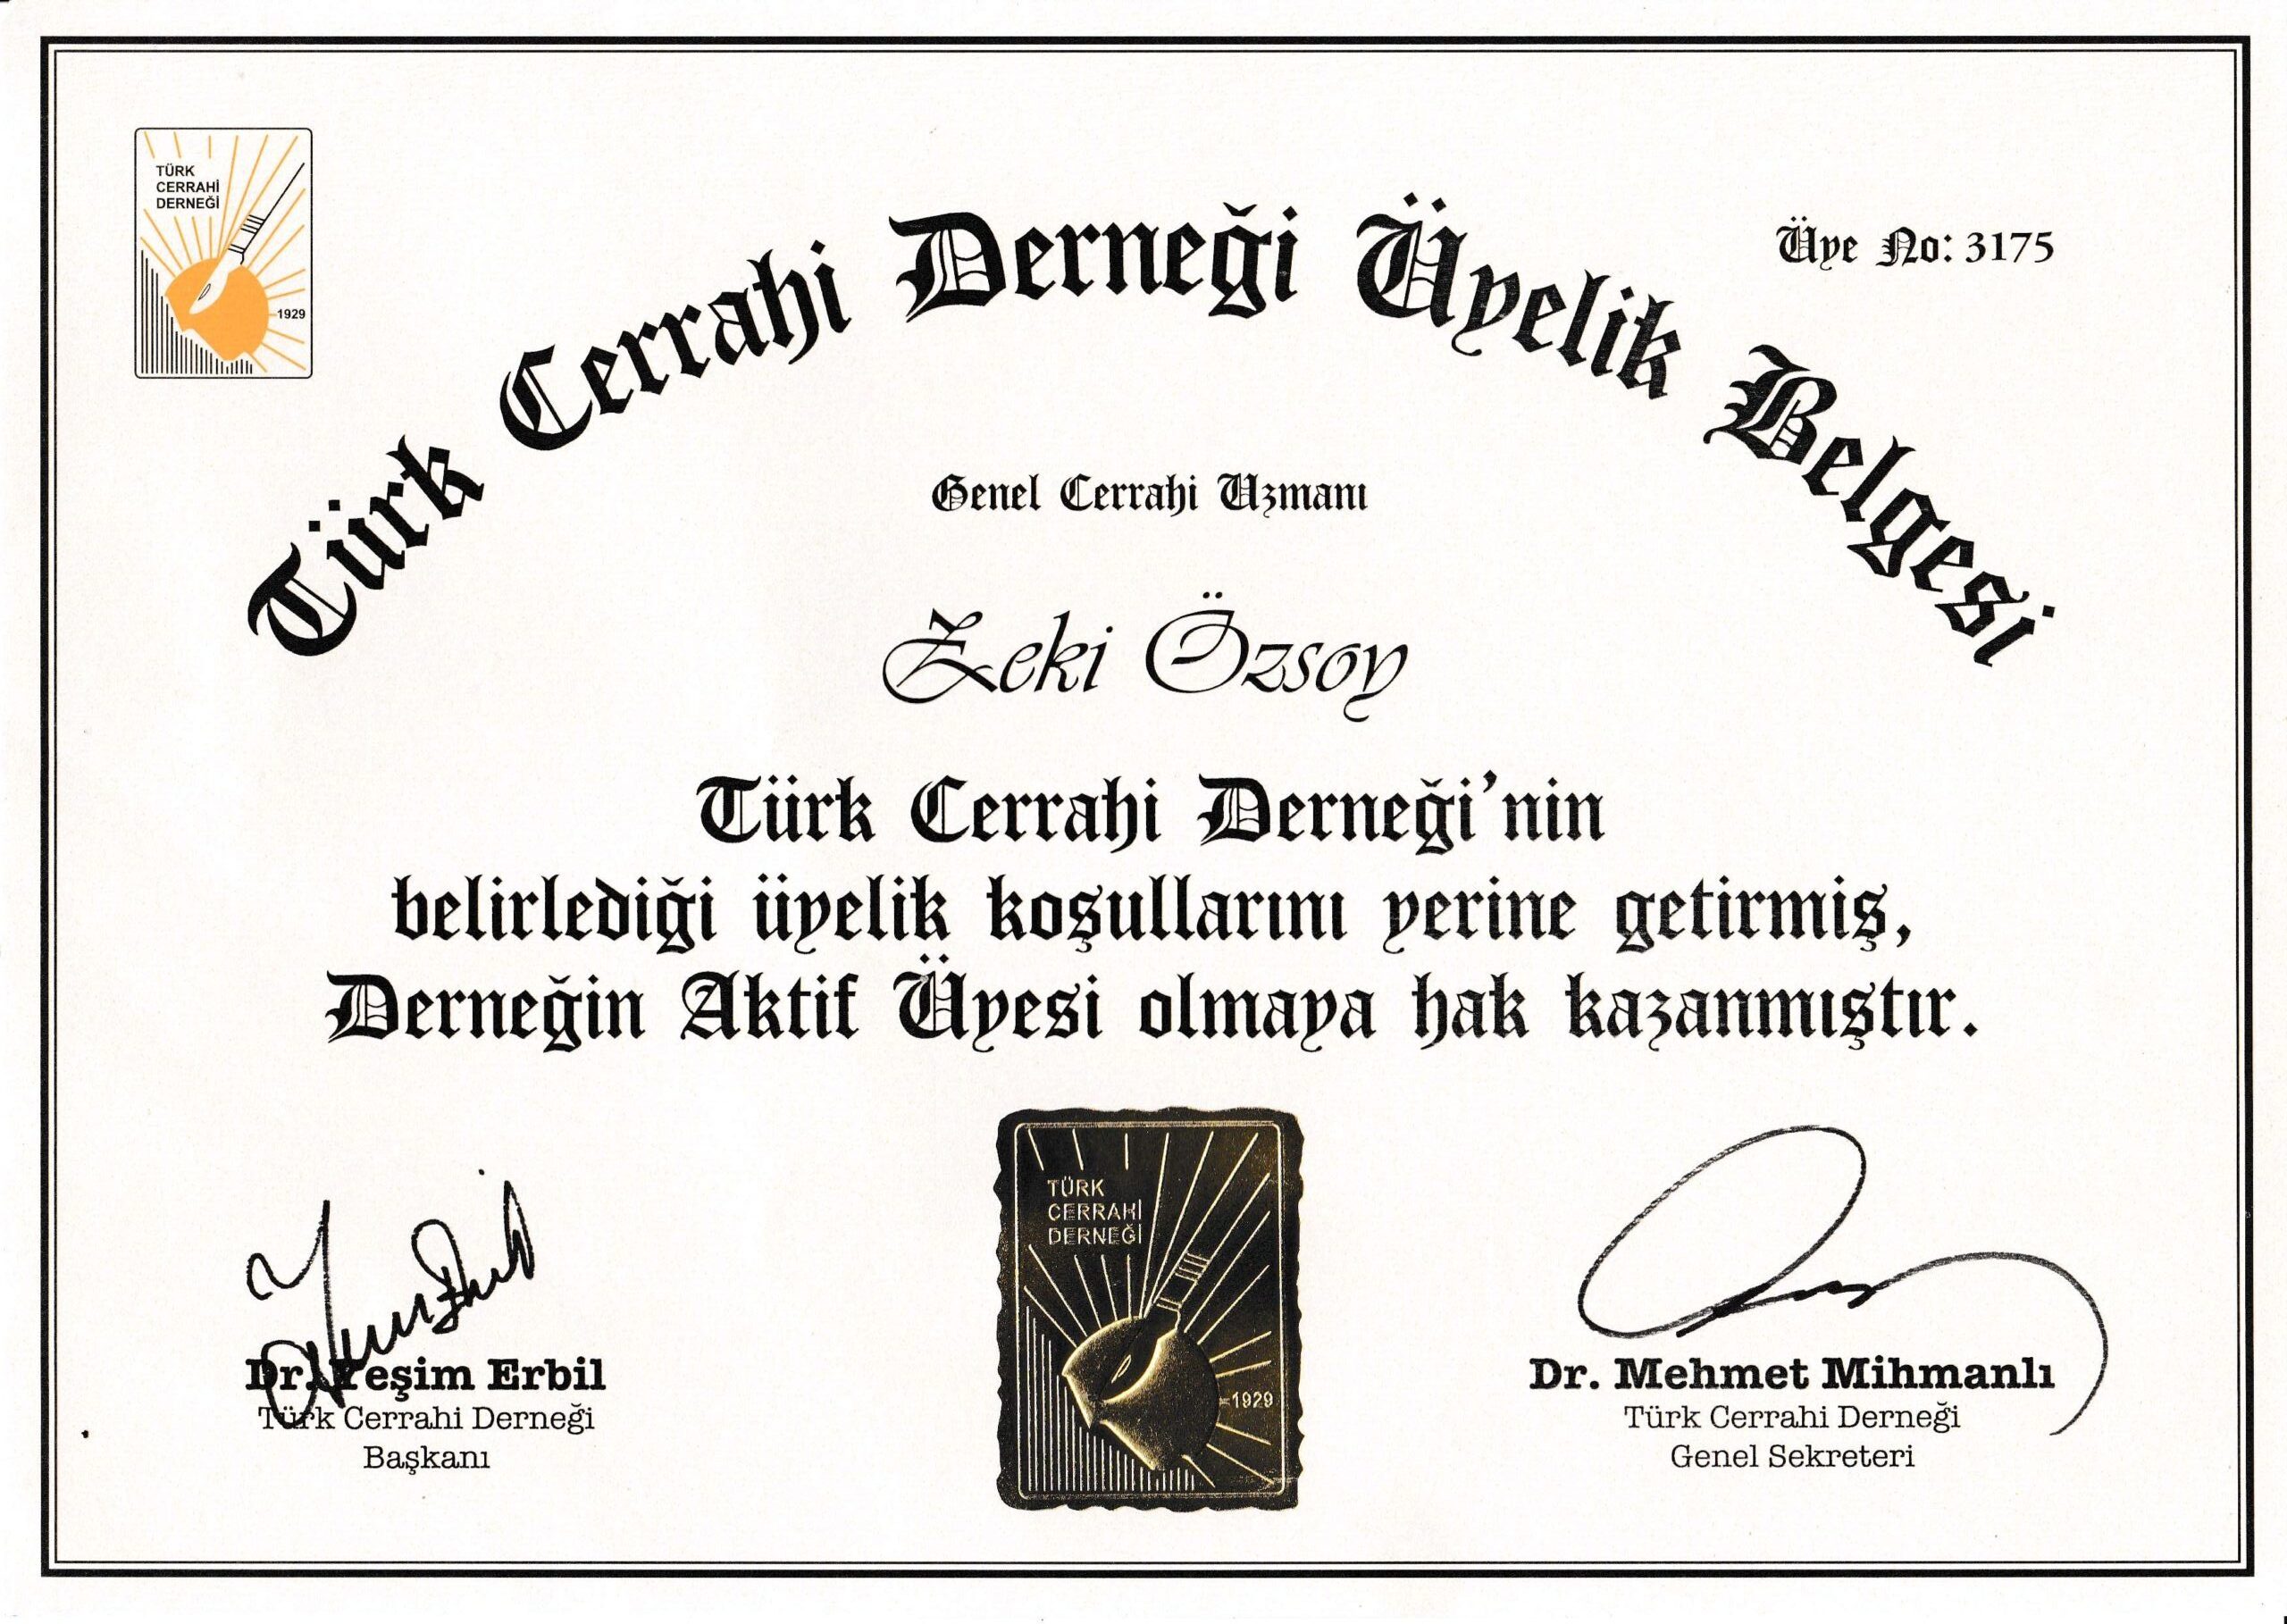 TÜRK
CERRAHİ
DERNEĞİ
1929
Üye No: 3175
Türk Cerrahi Derneği Üyelik Belgesi
Genel Cerrahi Uzmanı
Zeki Özsoy
Türk Cerrahi Derneği'nin
belirlediği üyelik koşullarını yerine getirmiş,
Derneğin Aktif Üyesi olmaya hak kazanmıştır.
Dr. Yeşim Erbil
Türk Cerrahi Derneği
Başkanı
TÜRK
CERRAHİ
DERNEĞİ
1929
Dr. Mehmet Mihmanlı
Türk Cerrahi Derneği
Genel Sekreteri